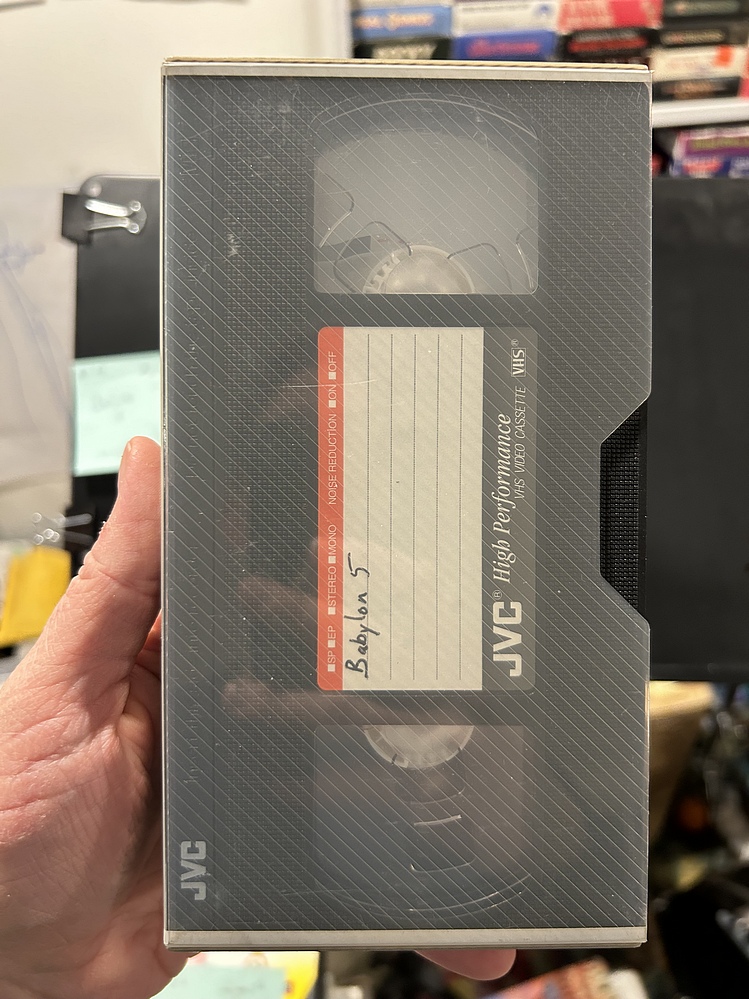 ■SP ■EP ■STEREO ■MONO NOISE REDUCTION ■ON ■OFF
Babylon 5
JVC® High Performance
VHS VIDEO CASSETTE VHS®
JVC